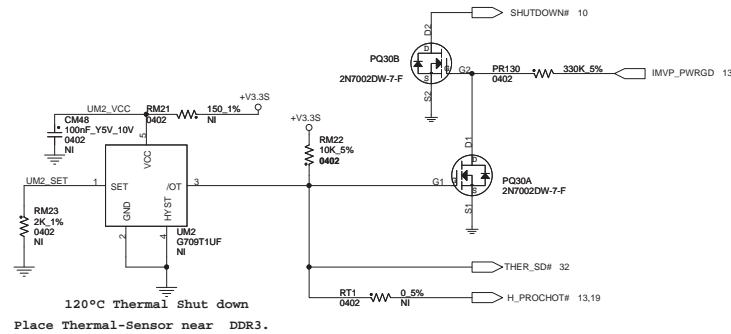 SHUTDOWN# 10
D2
D
PQ30B
2N7002DW-7-F
G
S
G2
S2
PR130
0402
330K_5%
IMVP_PWRGD 13
UM2_VCC
RM21
0402
150_1%
NI
+V3.3S
CM48
100nF_Y5V_10V
0402
NI
+V3.3S
RM22
10K_5%
0402
D1
D
5
VCC
UM2_SET
1
SET
/OT
3
G1
G
S
PQ30A
2N7002DW-7-F
S1
RM23
2K_1%
0402
NI
GND
HYST
2
4
UM2
G709T1UF
NI
THER_SD# 32
RT1
0402
0_5%
NI
H_PROCHOT# 13,19
120°C Thermal Shut down
Place Thermal-Sensor near DDR3.